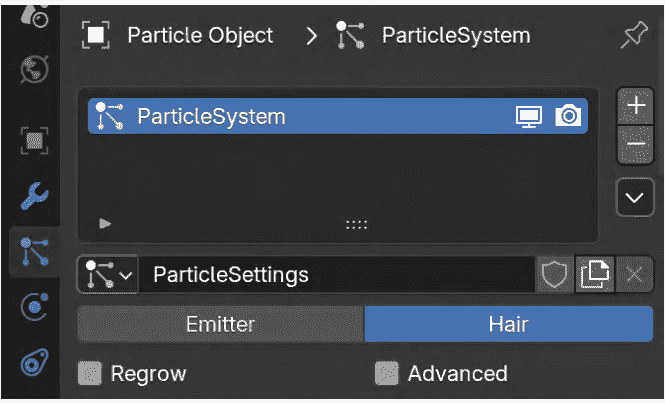 Particle Object > ParticleSystem
ParticleSystem
ParticleSettings
Emitter Hair
Regrow Advanced